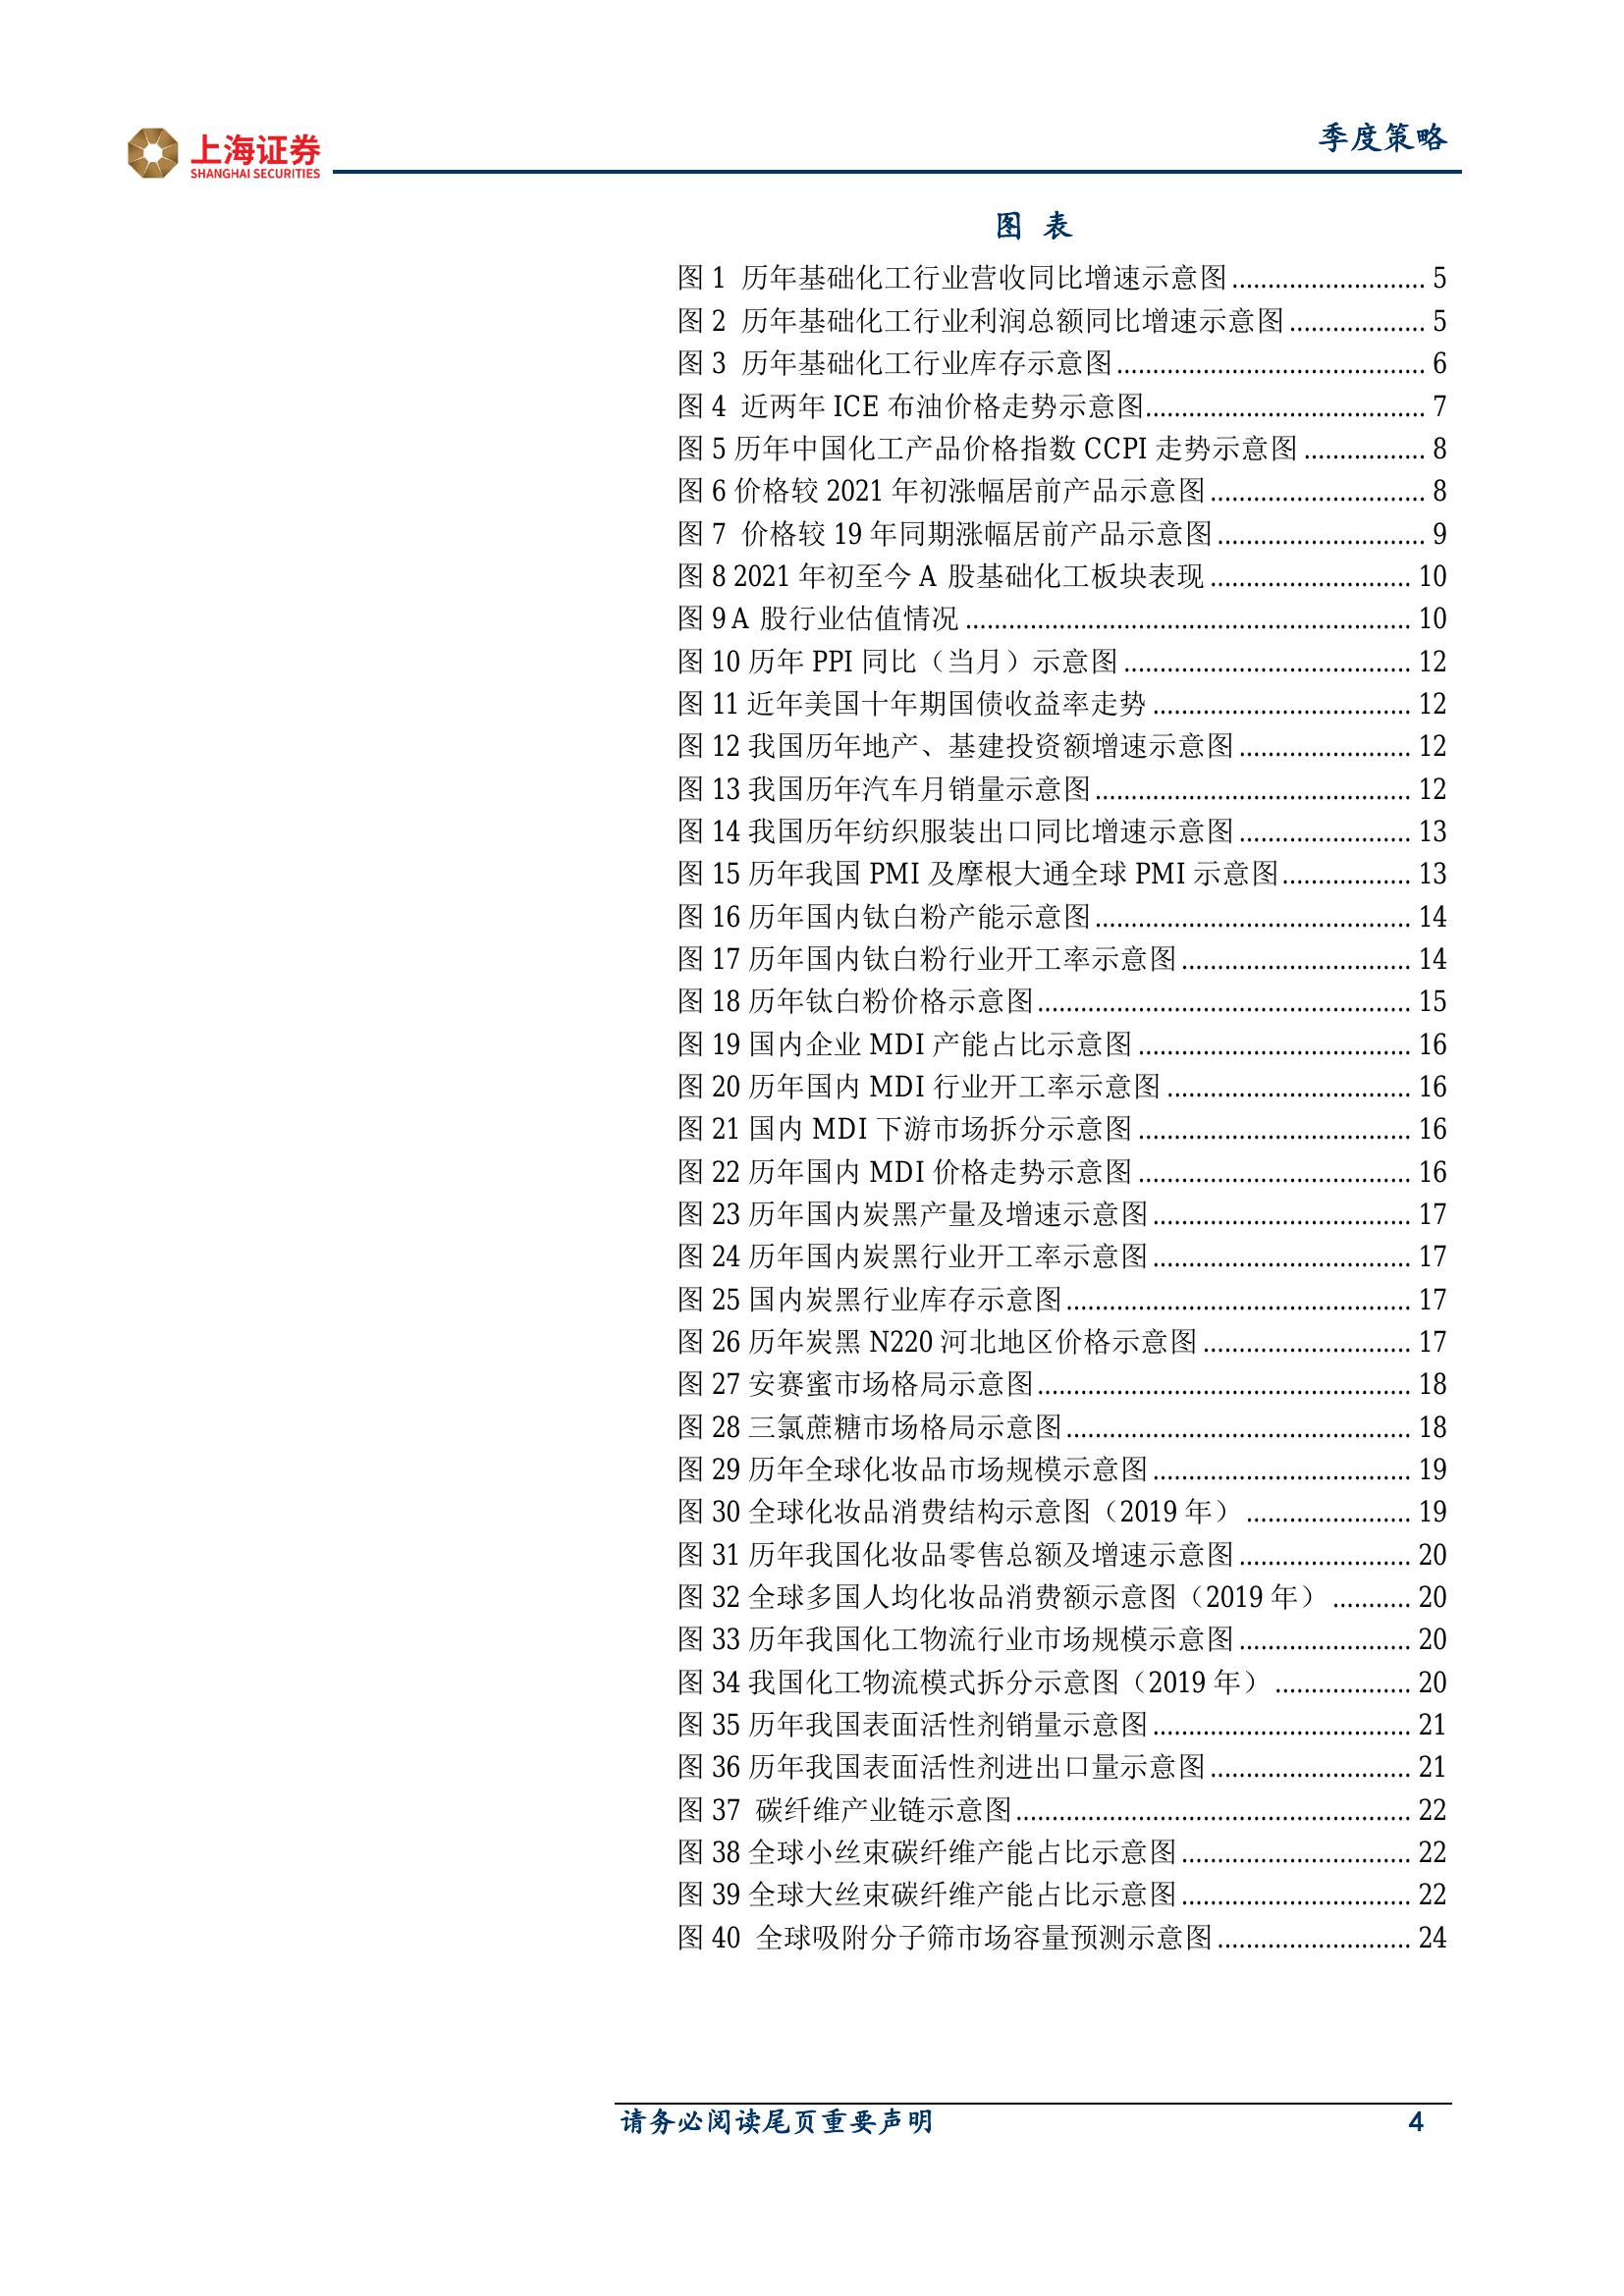 上海证券
SHANGHAI SECURITIES
季度策略
图 表
图 1 历年基础化工行业营收同比增速示意图........................... 5
图 2 历年基础化工行业利润总额同比增速示意图................... 5
图 3 历年基础化工行业库存示意图........................................... 6
图 4 近两年 ICE 布油价格走势示意图....................................... 7
图 5 历年中国化工产品价格指数 CCPI 走势示意图................. 8
图 6 价格较 2021 年初涨幅居前产品示意图.............................. 8
图 7 价格较 19 年同期涨幅居前产品示意图............................. 9
图 8 2021 年初至今 A 股基础化工板块表现............................ 10
图 9 A 股行业估值情况.............................................................. 10
图 10 历年 PPI 同比（当月）示意图........................................ 12
图 11 近年美国十年期国债收益率走势.................................... 12
图 12 我国历年地产、基建投资额增速示意图........................ 12
图 13 我国历年汽车月销量示意图............................................ 12
图 14 我国历年纺织服装出口同比增速示意图........................ 13
图 15 历年我国 PMI 及摩根大通全球 PMI 示意图.................. 13
图 16 历年国内钛白粉产能示意图............................................ 14
图 17 历年国内钛白粉行业开工率示意图................................ 14
图 18 历年钛白粉价格示意图.................................................... 15
图 19 国内企业 MDI 产能占比示意图...................................... 16
图 20 历年国内 MDI 行业开工率示意图.................................. 16
图 21 国内 MDI 下游市场拆分示意图...................................... 16
图 22 历年国内 MDI 价格走势示意图...................................... 16
图 23 历年国内炭黑产量及增速示意图.................................... 17
图 24 历年国内炭黑行业开工率示意图.................................... 17
图 25 国内炭黑行业库存示意图................................................ 17
图 26 历年炭黑 N220 河北地区价格示意图............................. 17
图 27 安赛蜜市场格局示意图.................................................... 18
图 28 三氯蔗糖市场格局示意图................................................ 18
图 29 历年全球化妆品市场规模示意图.................................... 19
图 30 全球化妆品消费结构示意图（2019 年）....................... 19
图 31 历年我国化妆品零售总额及增速示意图........................ 20
图 32 全球多国人均化妆品消费额示意图（2019 年）........... 20
图 33 历年我国化工物流行业市场规模示意图........................ 20
图 34 我国化工物流模式拆分示意图（2019 年）................... 20
图 35 历年我国表面活性剂销量示意图.................................... 21
图 36 历年我国表面活性剂进出口量示意图............................ 21
图 37 碳纤维产业链示意图....................................................... 22
图 38 全球小丝束碳纤维产能占比示意图................................ 22
图 39 全球大丝束碳纤维产能占比示意图................................ 22
图 40 全球吸附分子筛市场容量预测示意图........................... 24
请务必阅读尾页重要声明 4